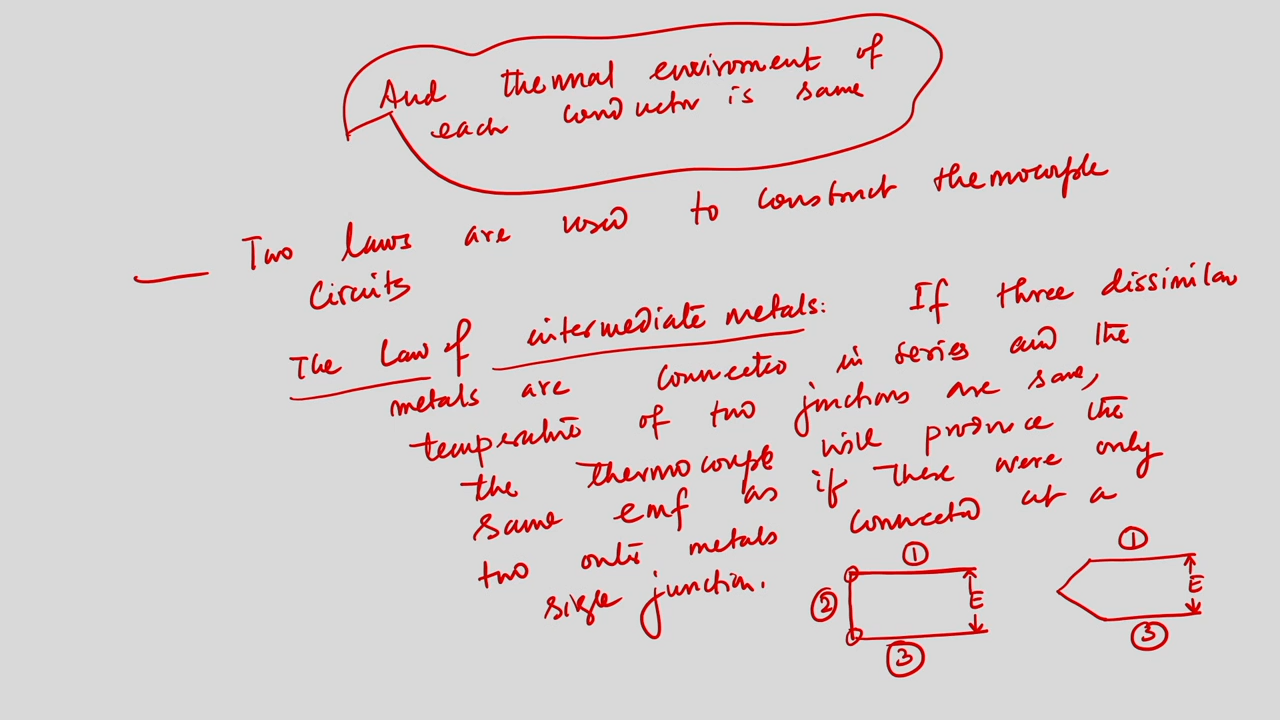 And thermal enviroment of
each conductor is same
Two laws are used to construct themocouple
Circuits
The Law of intermediate metals: If three dissimilar
metals are connected in series and the
temperature of two junctions are same,
the thermocouple will produce the
same emf as if these were only
two outer metals connected at a
single junction.
① ①
② E E
③ ③